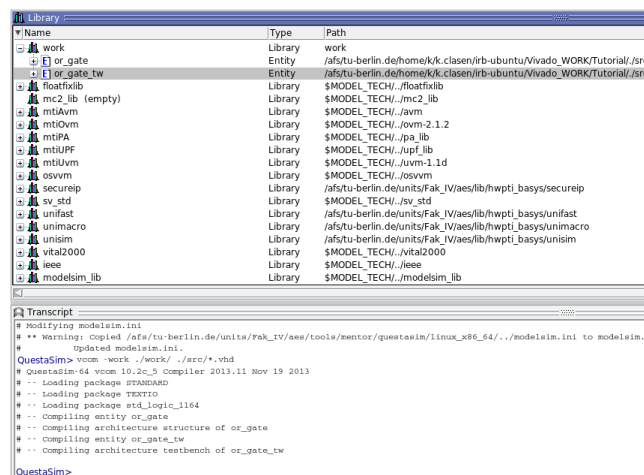 Library
Name Type Path
work Library work
or_gate Entity /afs/tu-berlin.de/home/k/k.clasen/irb-ubuntu/Vivado_WORK/Tutorial/./sr
or_gate_tw Entity /afs/tu-berlin.de/home/k/k.clasen/irb-ubuntu/Vivado_WORK/Tutorial/./sr
floatfixlib Library $MODEL_TECH/../floatfixlib
mc2_lib (empty) Library $MODEL_TECH/../mc2_lib
mtiAvm Library $MODEL_TECH/../avm
mtiOvm Library $MODEL_TECH/../ovm-2.1.2
mtiPA Library $MODEL_TECH/../pa_lib
mtiUPF Library $MODEL_TECH/../upf_lib
mtiUvm Library $MODEL_TECH/../uvm-1.1d
osvvm Library $MODEL_TECH/../osvvm
secureip Library /afs/tu-berlin.de/units/Fak_IV/aes/lib/hwpti_basys/secureip
sv_std Library $MODEL_TECH/../sv_std
unifast Library /afs/tu-berlin.de/units/Fak_IV/aes/lib/hwpti_basys/unifast
unimacro Library /afs/tu-berlin.de/units/Fak_IV/aes/lib/hwpti_basys/unimacro
unisim Library /afs/tu-berlin.de/units/Fak_IV/aes/lib/hwpti_basys/unisim
vital2000 Library $MODEL_TECH/../vital2000
ieee Library $MODEL_TECH/../ieee
modelsim_lib Library $MODEL_TECH/../modelsim_lib
Transcript
# Modifying modelsim.ini
# ** Warning: Copied /afs/tu-berlin.de/units/Fak_IV/aes/tools/mentor/questasim/linux_x86_64/../modelsim.ini to modelsim.
# Updated modelsim.ini.
QuestaSim> vcom -work ./work/ ./src/*.vhd
# QuestaSim-64 vcom 10.2c_5 Compiler 2013.11 Nov 19 2013
# -- Loading package STANDARD
# -- Loading package TEXTIO
# -- Loading package std_logic_1164
# -- Compiling entity or_gate
# -- Compiling architecture structure of or_gate
# -- Compiling entity or_gate_tw
# -- Compiling architecture testbench of or_gate_tw
QuestaSim>